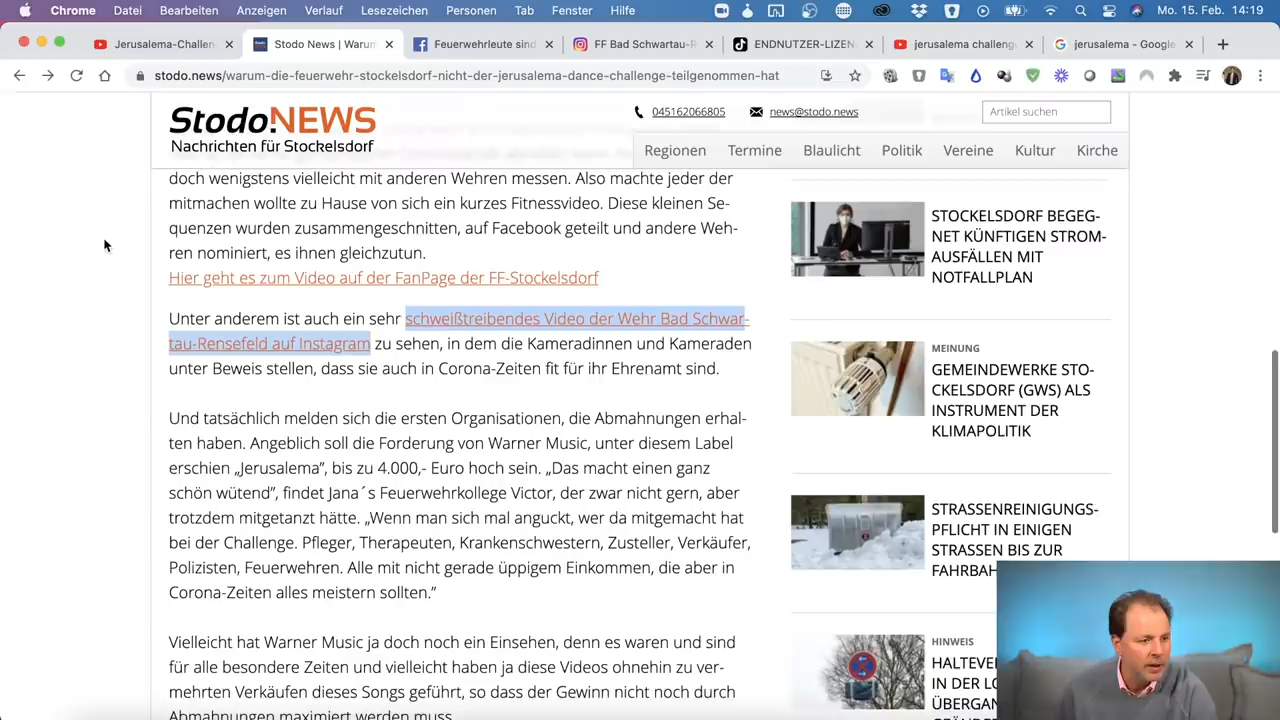 Chrome Datei Bearbeiten Anzeigen Verlauf Lesezeichen Personen Tab Fenster Hilfe Mo. 15. Feb. 14:19
Jerusalema-Challen
Stodo News | Warum
Feuerwehrleute sind
FF Bad Schwartau-R
ENDNUTZER-LIZEN
jerusalema challeng
jerusalema - Google
stodo.news/warum-die-feuerwehr-stockelsdorf-nicht-der-jerusalema-dance-challenge-teilgenommen-hat
Stodo.NEWS
Nachrichten für Stockelsdorf
045162066805
news@stodo.news
Artikel suchen
Regionen Termine Blaulicht Politik Vereine Kultur Kirche
doch wenigstens vielleicht mit anderen Wehren messen. Also machte jeder der
mitmachen wollte zu Hause von sich ein kurzes Fitnessvideo. Diese kleinen Se-
quenzen wurden zusammengeschnitten, auf Facebook geteilt und andere Weh-
ren nominiert, es ihnen gleichzutun.
Hier geht es zum Video auf der FanPage der FF-Stockelsdorf
Unter anderem ist auch ein sehr schweißtreibendes Video der Wehr Bad Schwar-
tau-Rensefeld auf Instagram zu sehen, in dem die Kameradinnen und Kameraden
unter Beweis stellen, dass sie auch in Corona-Zeiten fit für ihr Ehrenamt sind.
Und tatsächlich melden sich die ersten Organisationen, die Abmahnungen erhal-
ten haben. Angeblich soll die Forderung von Warner Music, unter diesem Label
erschien „Jerusalema”, bis zu 4.000,- Euro hoch sein. „Das macht einen ganz
schön wütend”, findet Jana´s Feuerwehrkollege Victor, der zwar nicht gern, aber
trotzdem mitgetanzt hätte. „Wenn man sich mal anguckt, wer da mitgemacht hat
bei der Challenge. Pfleger, Therapeuten, Krankenschwestern, Zusteller, Verkäufer,
Polizisten, Feuerwehren. Alle mit nicht gerade üppigem Einkommen, die aber in
Corona-Zeiten alles meistern sollten.”
Vielleicht hat Warner Music ja doch noch ein Einsehen, denn es waren und sind
für alle besondere Zeiten und vielleicht haben ja diese Videos ohnehin zu ver-
mehrten Verkäufen dieses Songs geführt, so dass der Gewinn nicht noch durch
Abmahnungen maximiert werden muss.
STOCKELSDORF BEGEG-
NET KÜNFTIGEN STROM-
AUSFÄLLEN MIT
NOTFALLPLAN
MEINUNG
GEMEINDEWERKE STO-
CKELSDORF (GWS) ALS
INSTRUMENT DER
KLIMAPOLITIK
STRASSENREINIGUNGS-
PFLICHT IN EINIGEN
STRASSEN BIS ZUR
FAHRBAH
HINWEIS
HALTEVE
IN DER LO
ÜBERGAN